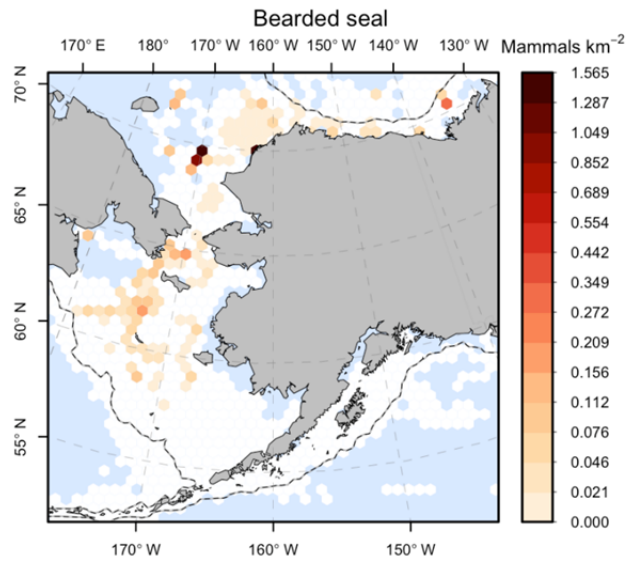 Bearded seal
170° E 180° 170° W 160° W 150° W 140° W 130° W
Mammals km⁻²
70° N
65° N
60° N
55° N
170° W 160° W 150° W
1.565
1.287
1.049
0.852
0.689
0.554
0.442
0.349
0.272
0.209
0.156
0.112
0.076
0.046
0.021
0.000